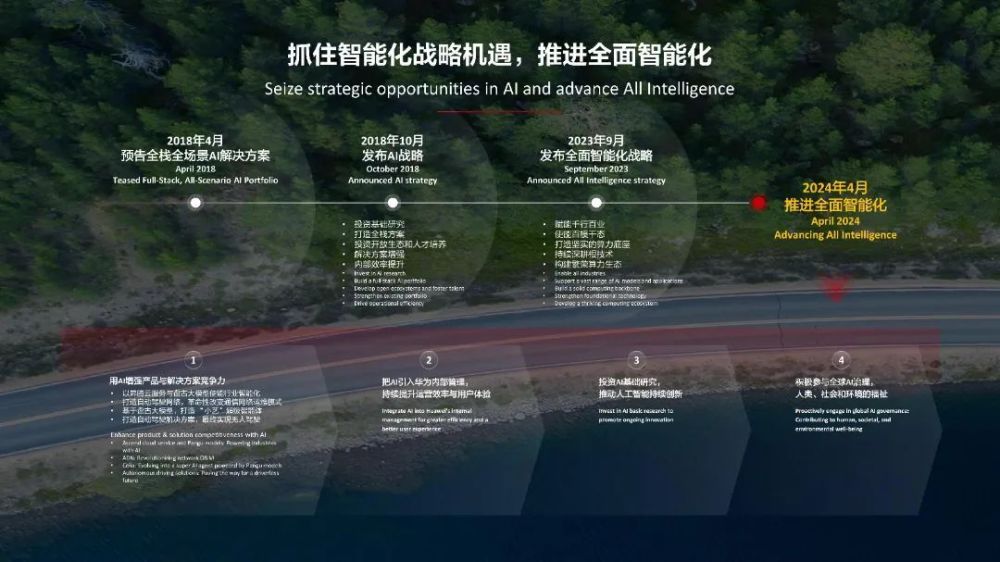 抓住智能化战略机遇，推进全面智能化
Seize strategic opportunities in AI and advance All Intelligence
2018年4月
预告全栈全场景AI解决方案
April 2018
Teased Full-Stack, All-Scenario AI Portfolio
2018年10月
发布AI战略
October 2018
Announced AI strategy
• 投资基础研究
• 打造全栈方案
• 投资开放生态和人才培养
• 解决方案增强
• 内部效率提升
• Invest in AI research
• Build a full-stack AI portfolio
• Develop open ecosystems and foster talent
• Strengthen existing portfolio
• Drive operational efficiency
2023年9月
发布全面智能化战略
September 2023
Announced All Intelligence strategy
• 赋能千行百业
• 使能百模千态
• 打造坚实的算力底座
• 持续深耕根技术
• 构建繁荣算力生态
• Enable all industries
• Support a vast range of AI models and applications
• Build a solid computing backbone
• Strengthen foundational technology
• Develop a thriving computing ecosystem
2024年4月
推进全面智能化
April 2024
Advancing All Intelligence
1
用AI增强产品与解决方案竞争力
• 以昇腾云服务与盘古大模型使能行业智能化
• 打造自动驾驶网络，革命性改变通信网络运维模式
• 基于盘古大模型，打造“小艺”超级智能体
• 打造自动驾驶解决方案，最终实现无人驾驶
Enhance product & solution competitiveness with AI
• Ascend cloud service and Pangu models: Powering industries
with AI
• ADN: Revolutionizing network O&M
• Celia: Evolving into a super AI agent powered by Pangu models
• Autonomous driving solutions: Paving the way for a driverless
future
2
把AI引入华为内部管理，
持续提升运营效率与用户体验
Integrate AI into Huawei's internal
management for greater efficiency and a
better user experience
3
投资AI基础研究，
推动人工智能持续创新
Invest in AI basic research to
promote ongoing innovation
4
积极参与全球AI治理，
人类、社会和环境的福祉
Proactively engage in global AI governance:
Contributing to human, societal, and
environmental well-being